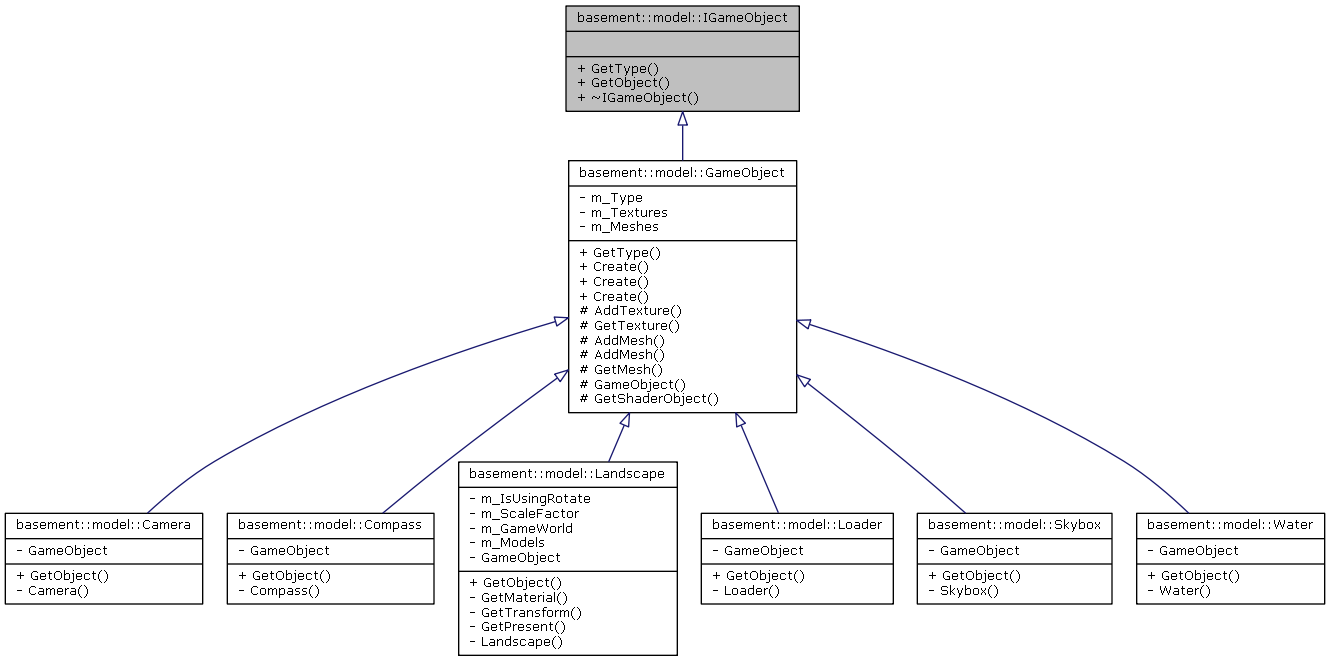 basement::model::IGameObject
+ GetType()
+ GetObject()
+ ~IGameObject()
basement::model::GameObject
- m_Type
- m_Textures
- m_Meshes
+ GetType()
+ Create()
+ Create()
+ Create()
# AddTexture()
# GetTexture()
# AddMesh()
# AddMesh()
# GetMesh()
# GameObject()
# GetShaderObject()
basement::model::Camera
- GameObject
+ GetObject()
- Camera()
basement::model::Compass
- GameObject
+ GetObject()
- Compass()
basement::model::Landscape
- m_IsUsingRotate
- m_ScaleFactor
- m_GameWorld
- m_Models
- GameObject
+ GetObject()
- GetMaterial()
- GetTransform()
- GetPresent()
- Landscape()
basement::model::Loader
- GameObject
+ GetObject()
- Loader()
basement::model::Skybox
- GameObject
+ GetObject()
- Skybox()
basement::model::Water
- GameObject
+ GetObject()
- Water()